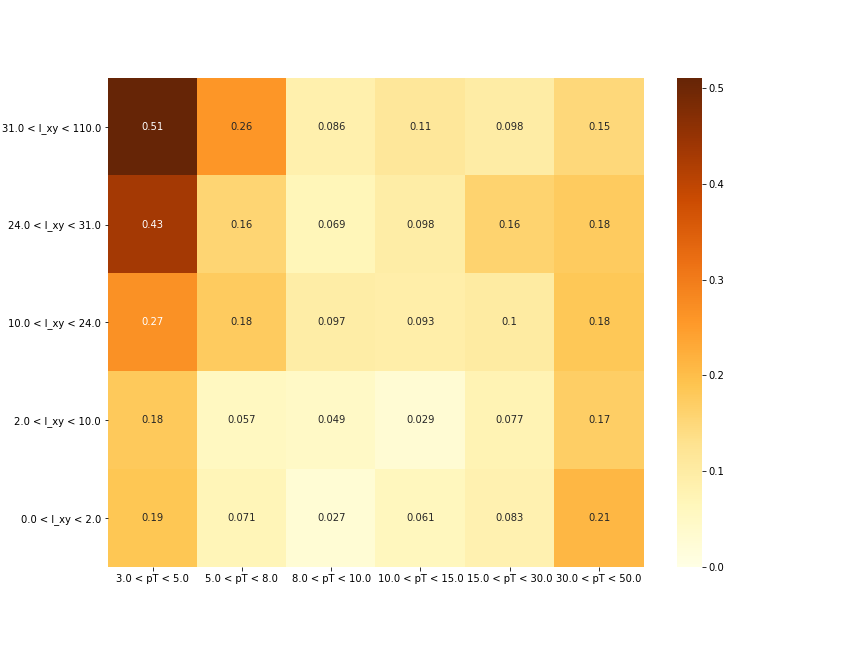 31.0 < l_xy < 110.0 0.51 0.26 0.086 0.11 0.098 0.15
24.0 < l_xy < 31.0 0.43 0.16 0.069 0.098 0.16 0.18
10.0 < l_xy < 24.0 0.27 0.18 0.097 0.093 0.1 0.18
2.0 < l_xy < 10.0 0.18 0.057 0.049 0.029 0.077 0.17
0.0 < l_xy < 2.0 0.19 0.071 0.027 0.061 0.083 0.21
3.0 < pT < 5.0 5.0 < pT < 8.0 8.0 < pT < 10.0 10.0 < pT < 15.0 15.0 < pT < 30.0 30.0 < pT < 50.0
0.5
0.4
0.3
0.2
0.1
0.0